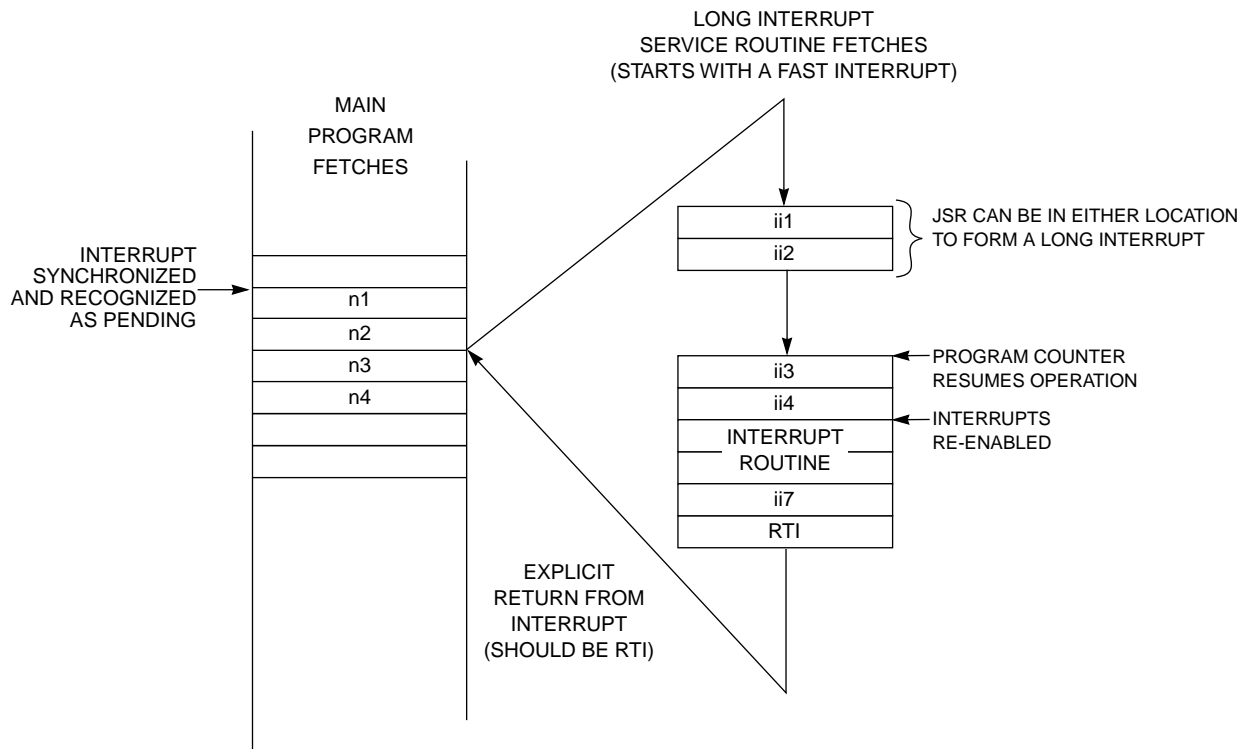 LONG INTERRUPT
SERVICE ROUTINE FETCHES
(STARTS WITH A FAST INTERRUPT)
MAIN
PROGRAM
FETCHES
INTERRUPT
SYNCHRONIZED
AND RECOGNIZED
AS PENDING
n1
n2
n3
n4
ii1
ii2
JSR CAN BE IN EITHER LOCATION
TO FORM A LONG INTERRUPT
ii3
ii4
INTERRUPT
ROUTINE
ii7
RTI
PROGRAM COUNTER
RESUMES OPERATION
INTERRUPTS
RE-ENABLED
EXPLICIT
RETURN FROM
INTERRUPT
(SHOULD BE RTI)